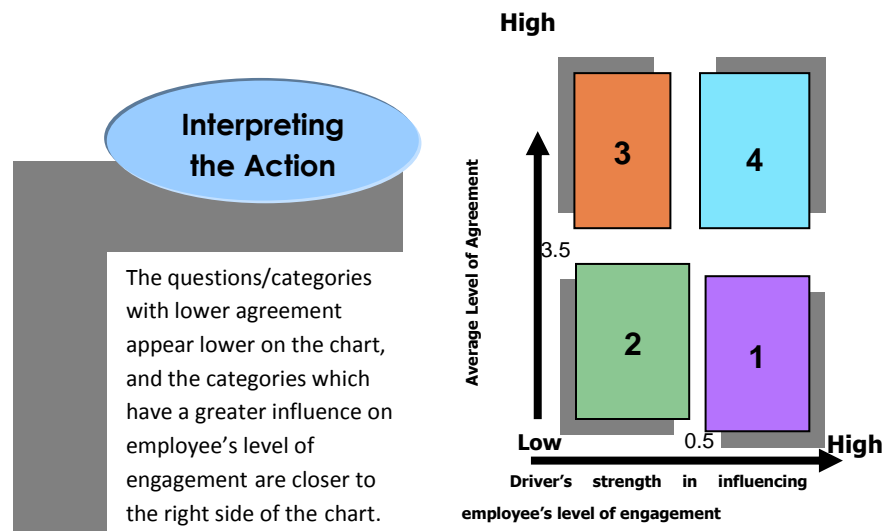 Interpreting
the Action
The questions/categories
with lower agreement
appear lower on the chart,
and the categories which
have a greater influence on
employee’s level of
engagement are closer to
the right side of the chart.
High
Average Level of Agreement
3
4
3.5
2
1
Low
0.5
High
Driver’s strength in influencing
employee’s level of engagement